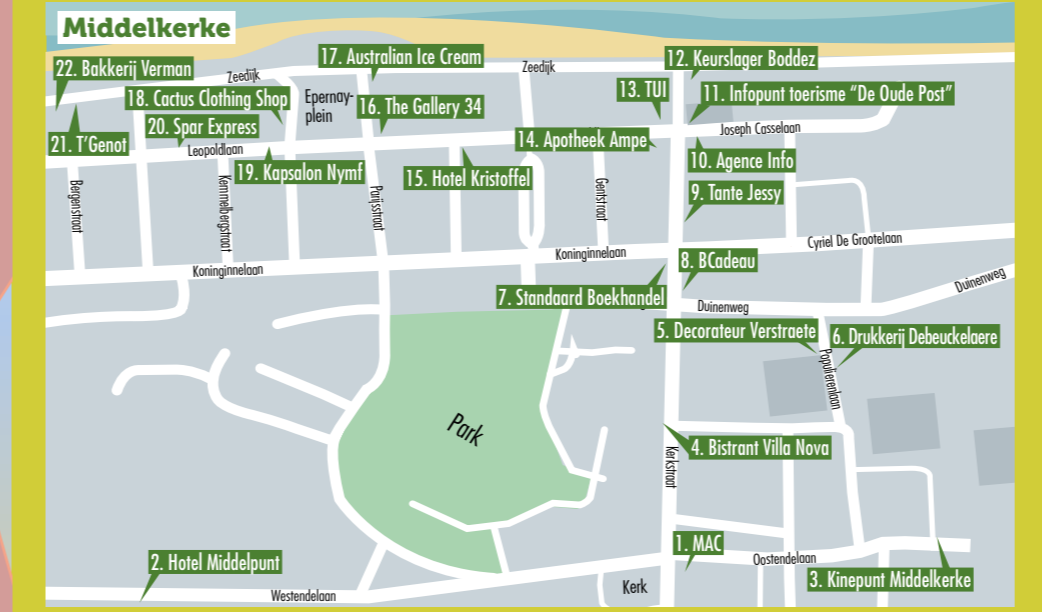 Middelkerke
22. Bakkerij Verman
Zeedijk
17. Australian Ice Cream
Zeedijk
12. Keurslager Boddez
18. Cactus Clothing Shop
Epernay-
plein
16. The Gallery 34
13. TUI
11. Infopunt toerisme “De Oude Post”
20. Spar Express
21. T’Genot
Leopoldlaan
14. Apotheek Ampe
Joseph Casselaan
19. Kapsalon Nymf
15. Hotel Kristoffel
10. Agence Info
Bergenstraat
Kemmelbergstraat
Parijsstraat
Gentstraat
9. Tante Jessy
Koninginnelaan
Koninginnelaan
Cyriel De Grootelaan
8. BCadeau
7. Standaard Boekhandel
Duinenweg
Duinenweg
5. Decorateur Verstraete
6. Drukkerij Debeuckelaere
Populierenlaan
Park
4. Bistrant Villa Nova
Kerkstraat
1. MAC
Oostendelaan
2. Hotel Middelpunt
3. Kinepunt Middelkerke
Kerk
Westendelaan